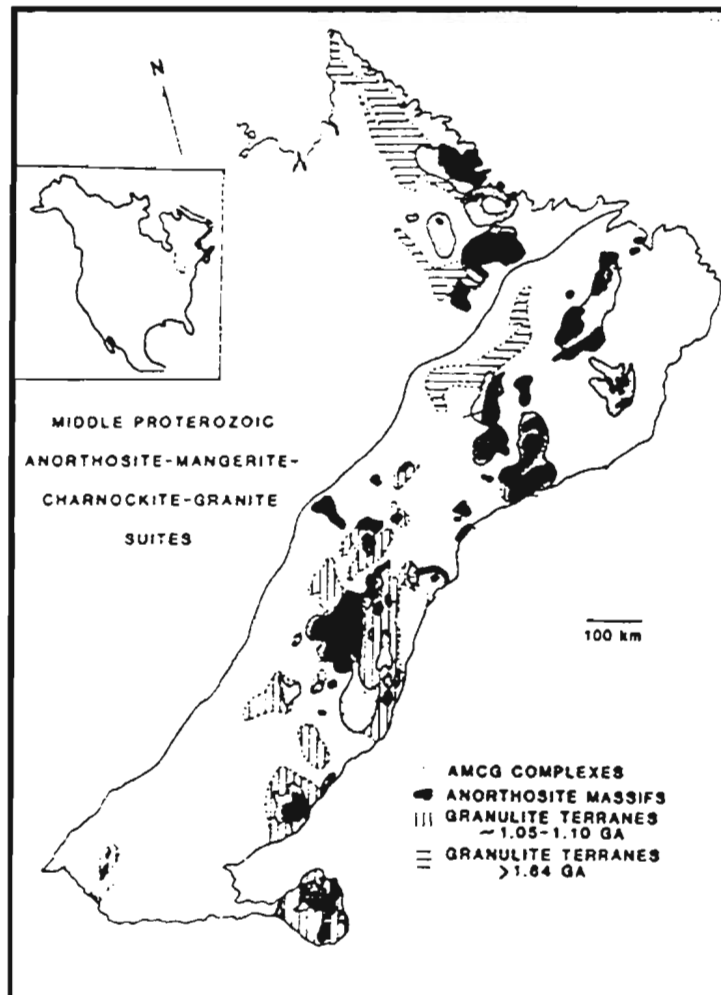 N
MIDDLE PROTEROZOIC
ANORTHOSITE-MANGERITE-
CHARNOCKITE-GRANITE
SUITES
100 km
AMCG COMPLEXES
ANORTHOSITE MASSIFS
GRANULITE TERRANES
~1.05-1.10 GA
GRANULITE TERRANES
>1.64 GA